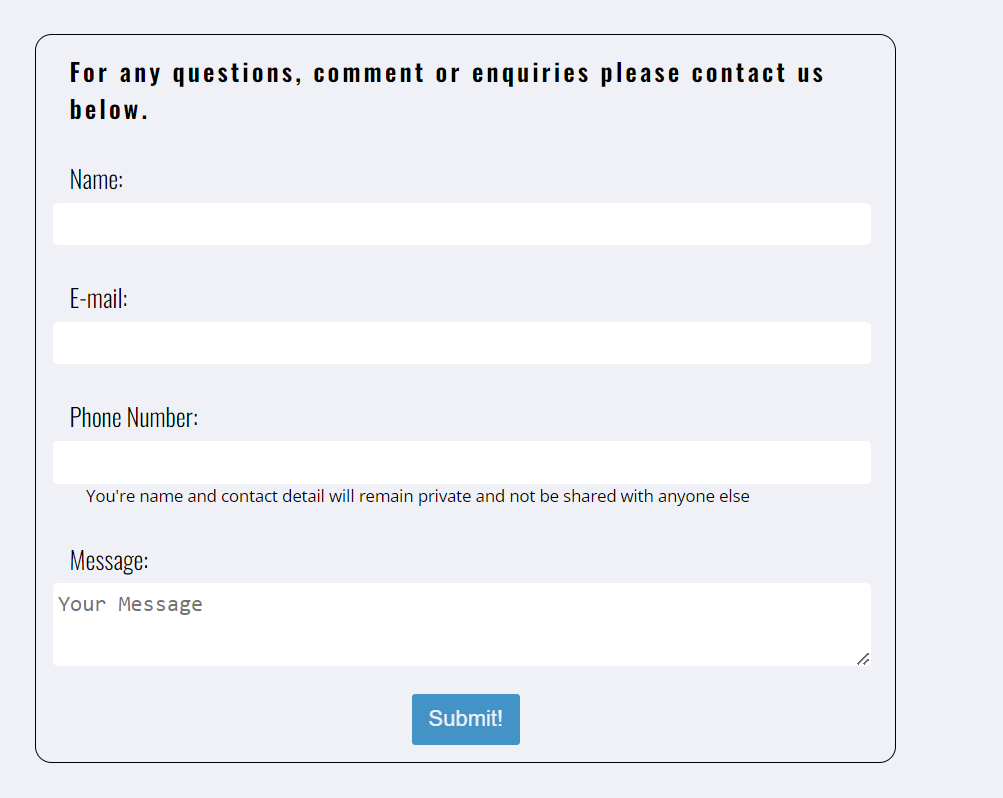 For any questions, comment or enquiries please contact us
below.
Name:
E-mail:
Phone Number:
You're name and contact detail will remain private and not be shared with anyone else
Message:
Your Message
Submit!